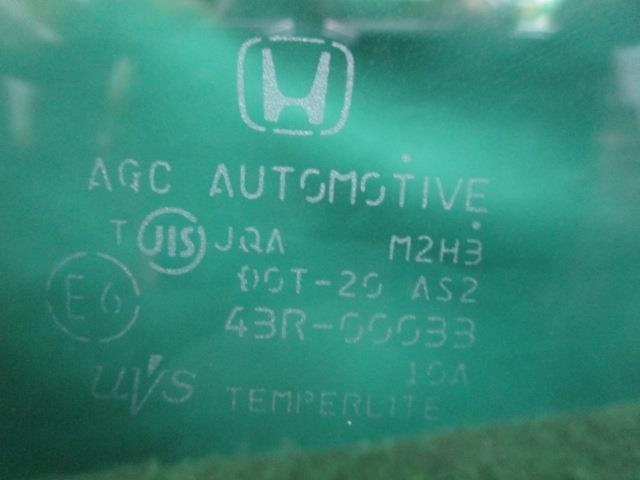 AGC AUTOMOTIVE
T JIS JQA M2H3
DOT-20 AS2
E6 43R-00033
UVS 10A
TEMPERLITE